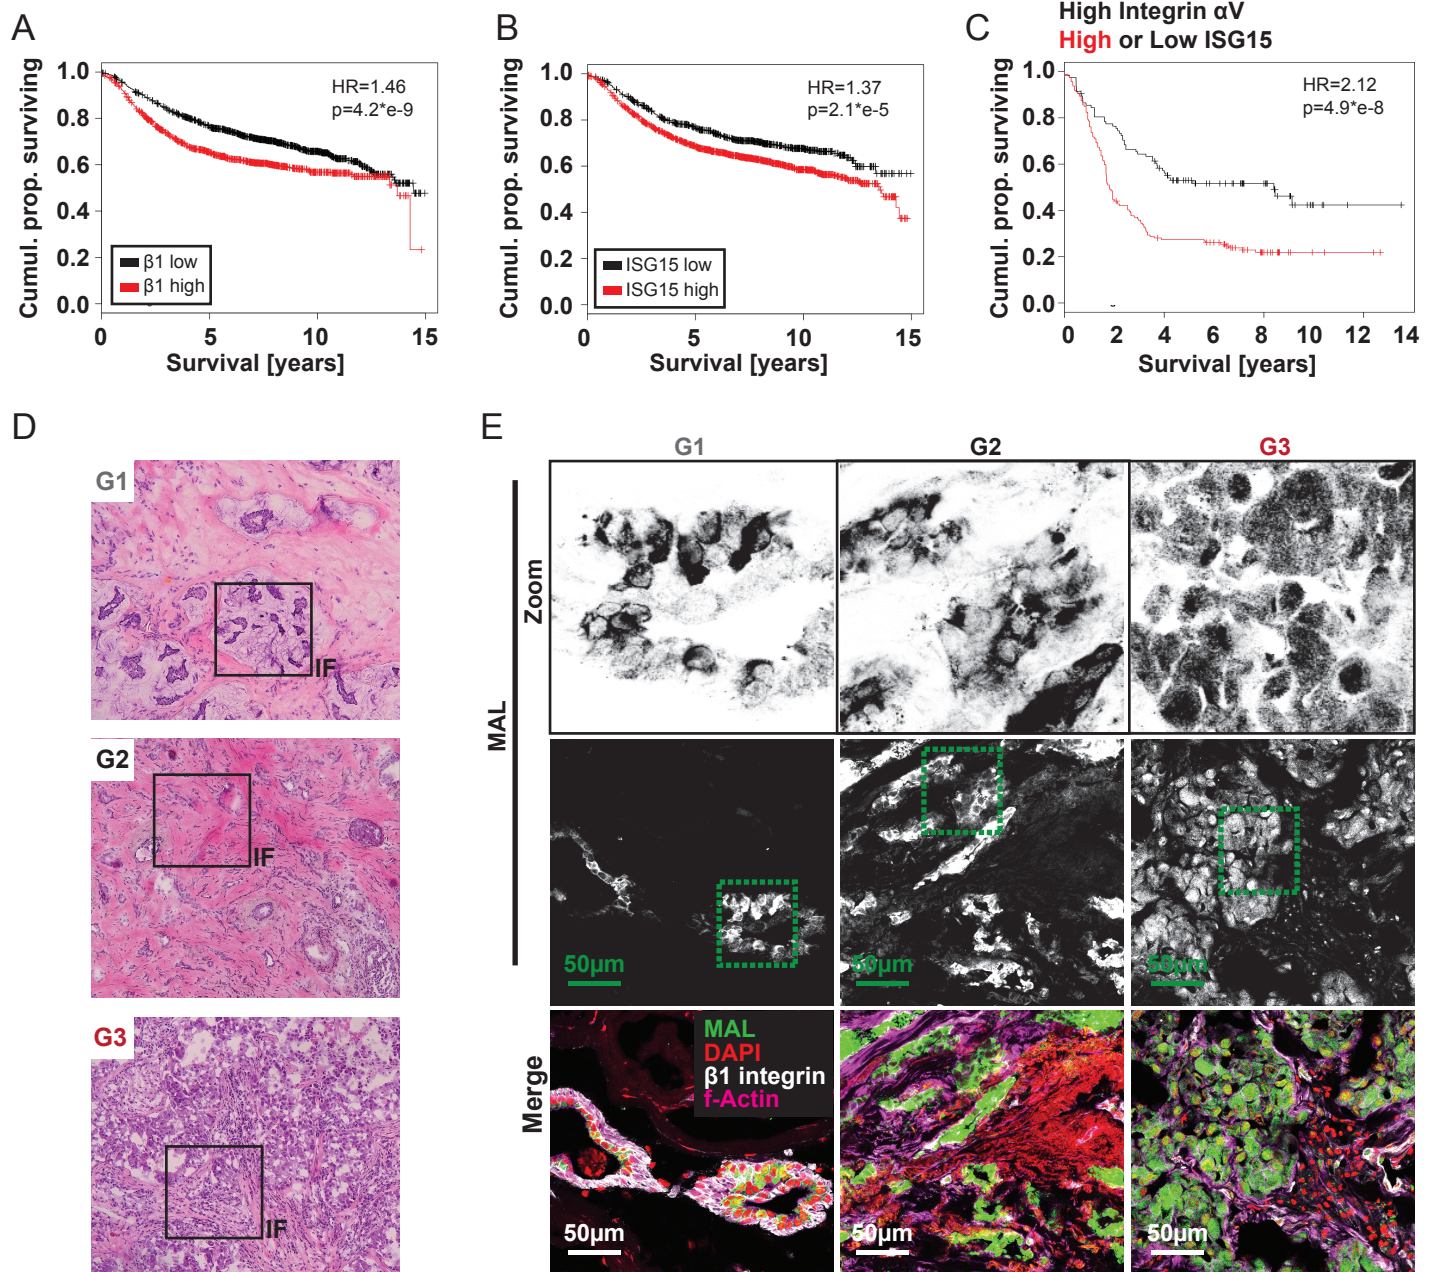 A
Cumul. prop. surviving
1.0
0.8
0.6
0.4
0.2
0.0
HR=1.46
p=4.2*e-9
β1 low
β1 high
0 5 10 15
Survival [years]
B
Cumul. prop. surviving
1.0
0.8
0.6
0.4
0.2
0.0
HR=1.37
p=2.1*e-5
ISG15 low
ISG15 high
0 5 10 15
Survival [years]
C
High Integrin αV
High or Low ISG15
Cumul. prop. surviving
1.0
0.8
0.6
0.4
0.2
0.0
HR=2.12
p=4.9*e-8
0 2 4 6 8 10 12 14
Survival [years]
D
G1
IF
G2
IF
G3
IF
E
G1 G2 G3
MAL
Zoom
50µm 50µm 50µm
Merge
MAL
DAPI
β1 integrin
f-Actin
50µm 50µm 50µm